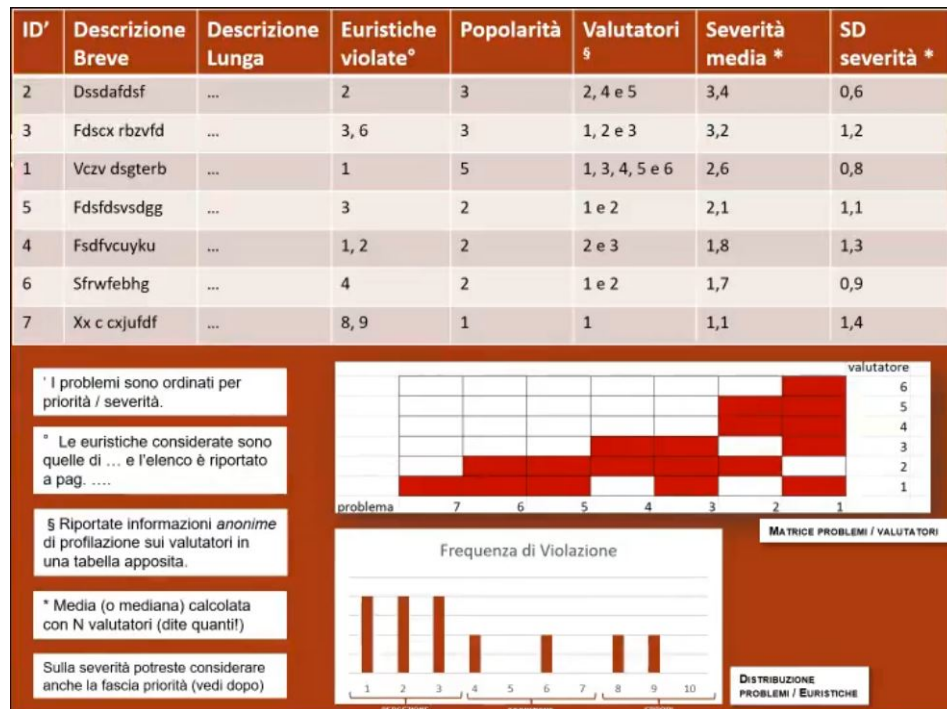 ID' Descrizione Breve Descrizione Lunga Euristiche violate° Popolarità Valutatori § Severità media * SD severità *
2 Dssdafdsf ... 2 3 2, 4 e 5 3,4 0,6
3 Fdscx rbzvfd ... 3, 6 3 1, 2 e 3 3,2 1,2
1 Vczv dsgterb ... 1 5 1, 3, 4, 5 e 6 2,6 0,8
5 Fdsfdsvsdgg ... 3 2 1 e 2 2,1 1,1
4 Fsdfvcuyku ... 1, 2 2 2 e 3 1,8 1,3
6 Sfrwfebhg ... 4 2 1 e 2 1,7 0,9
7 Xx c cxjufdf ... 8, 9 1 1 1,1 1,4
' I problemi sono ordinati per
priorità / severità.
° Le euristiche considerate sono
quelle di ... e l'elenco è riportato
a pag. ....
§ Riportate informazioni anonime
di profilazione sui valutatori in
una tabella apposita.
* Media (o mediana) calcolata
con N valutatori (dite quanti!)
Sulla severità potreste considerare
anche la fascia priorità (vedi dopo)
valutatore
6
5
4
3
2
1
problema 7 6 5 4 3 2 1
MATRICE PROBLEMI / VALUTATORI
Frequenza di Violazione
1 2 3 4 5 6 7 8 9 10
DISTRIBUZIONE
PROBLEMI / EURISTICHE